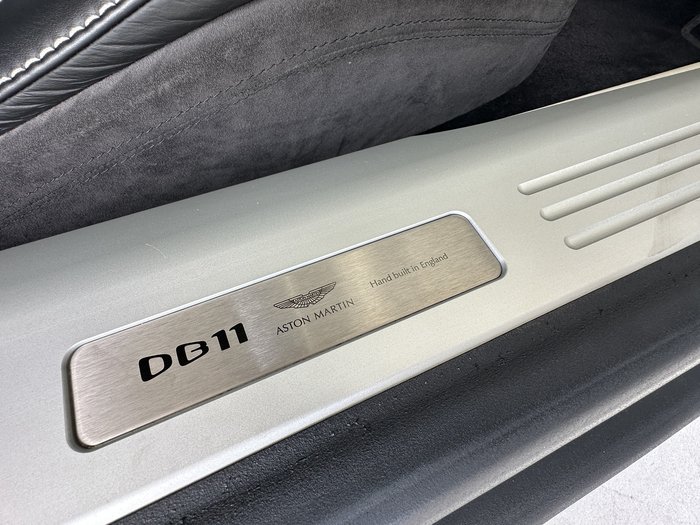 DB11
ASTON MARTIN
Hand built in England